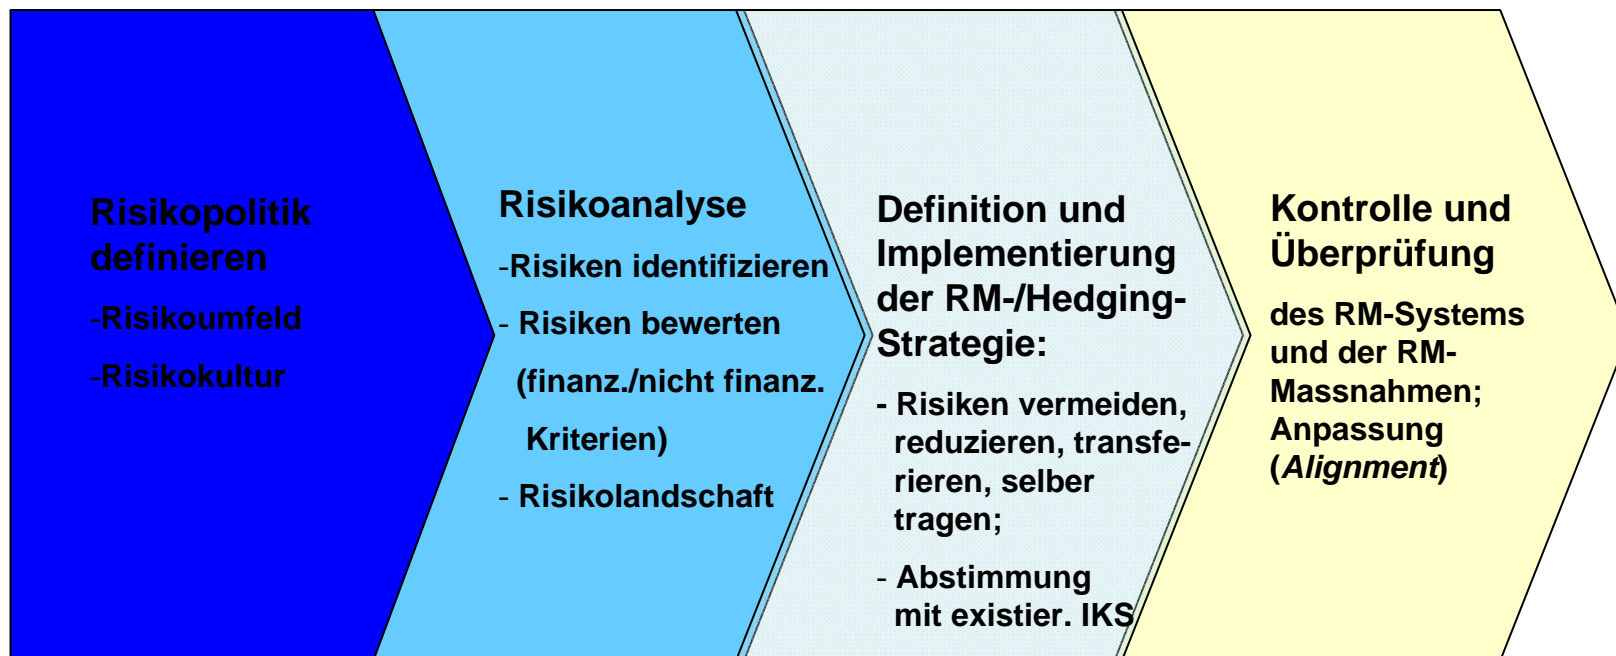 Risikopolitik
definieren
-Risikoumfeld
-Risikokultur
Risikoanalyse
-Risiken identifizieren
- Risiken bewerten
(finanz./nicht finanz.
Kriterien)
- Risikolandschaft
Definition und
Implementierung
der RM-/Hedging-
Strategie:
- Risiken vermeiden,
reduzieren, transfe-
rieren, selber
tragen;
- Abstimmung
mit existier. IKS
Kontrolle und
Überprüfung
des RM-Systems
und der RM-
Massnahmen;
Anpassung
(Alignment)